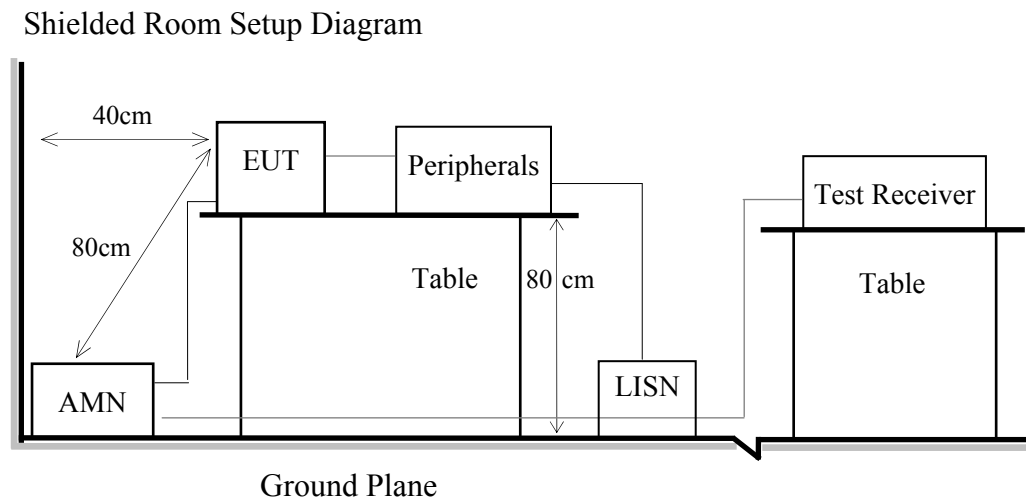 Shielded Room Setup Diagram
40cm
EUT
Peripherals
Test Receiver
80cm
Table
80 cm
Table
AMN
LISN
Ground Plane